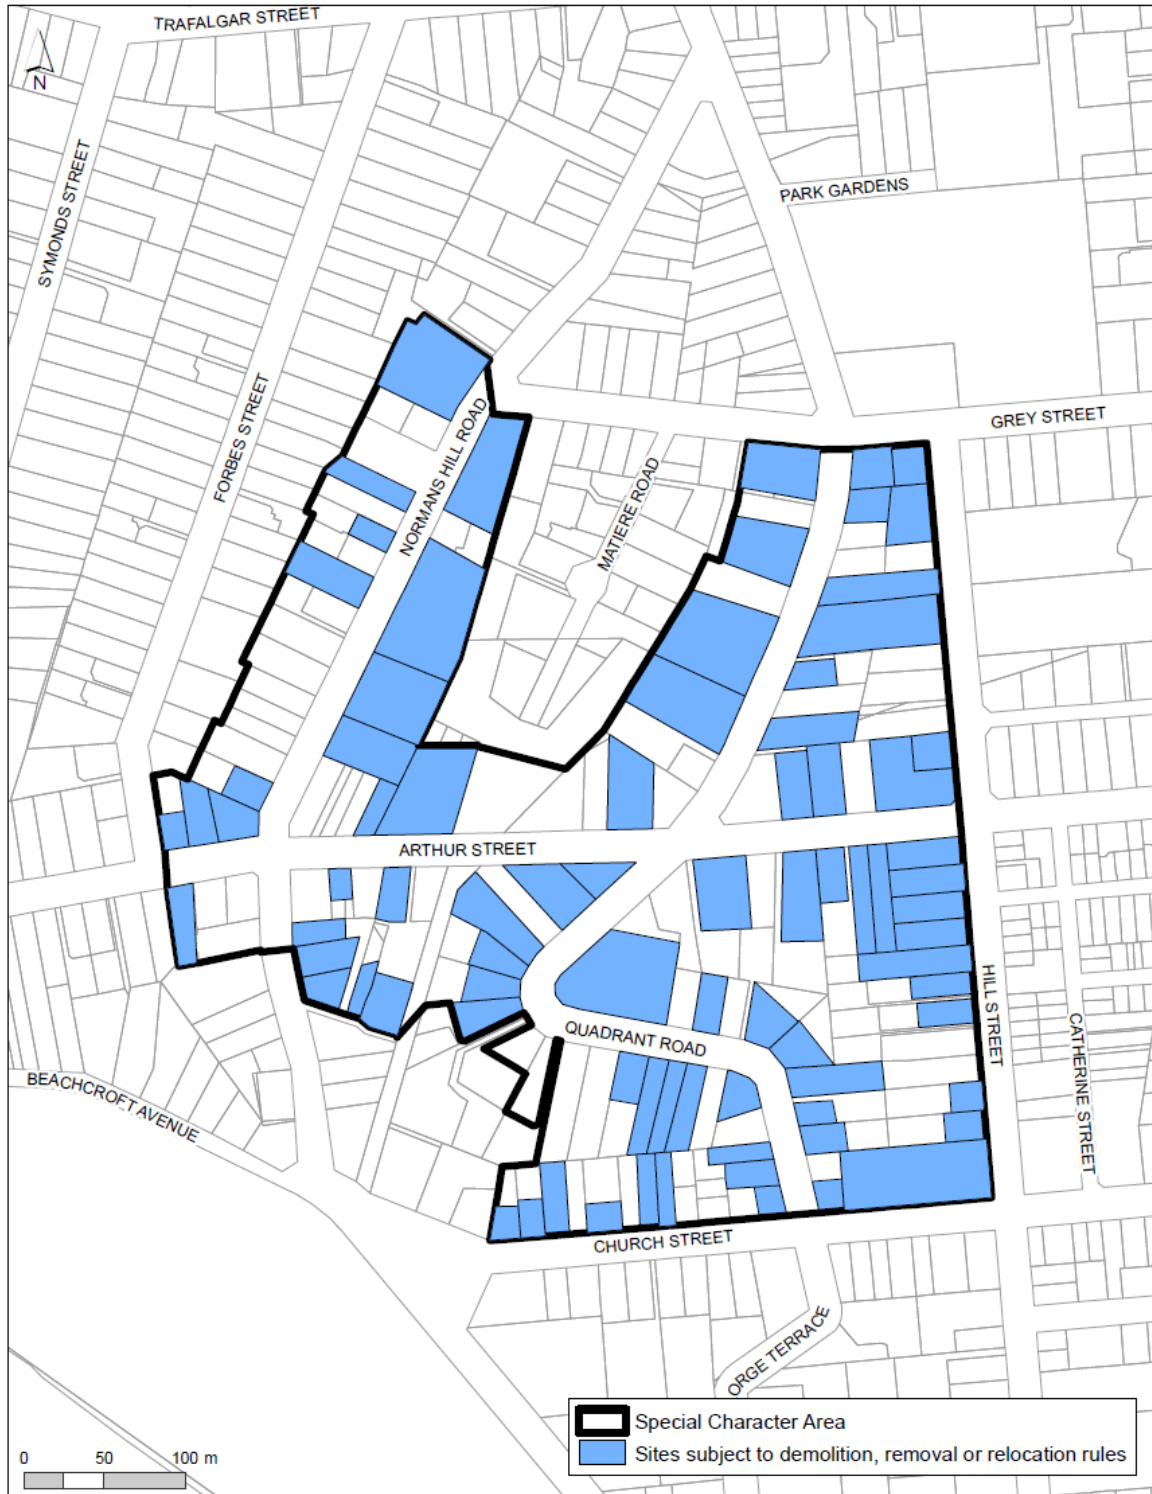 TRAFALGAR STREET
N
SYMONDS STREET
PARK GARDENS
FORBES STREET
NORMANS HILL ROAD
GREY STREET
MATIERE ROAD
ARTHUR STREET
HILL STREET
QUADRANT ROAD
CATHERINE STREET
BEACHCROFT AVENUE
CHURCH STREET
ORGE TERRACE
Special Character Area
Sites subject to demolition, removal or relocation rules
0 50 100 m